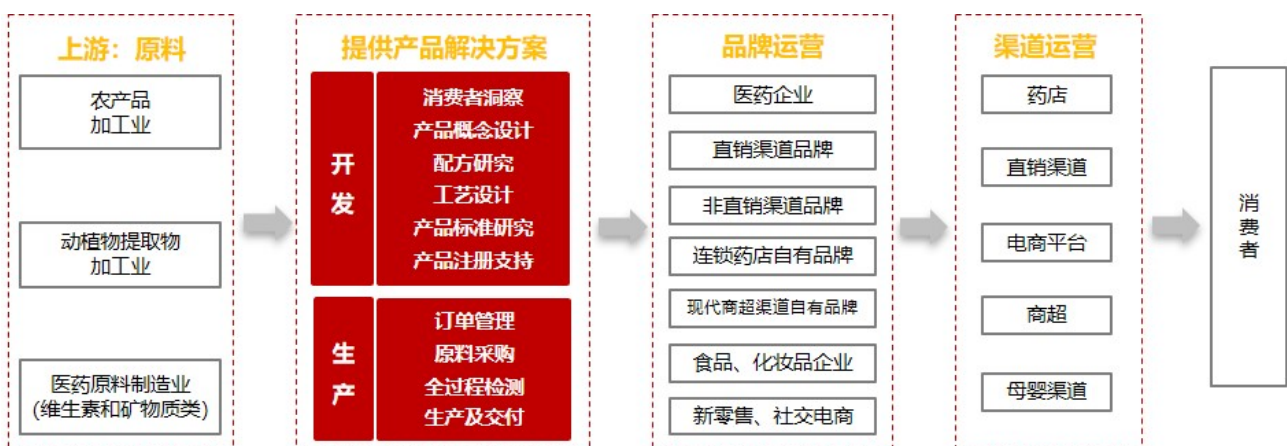 上游：原料
农产品
加工业
动植物提取物
加工业
医药原料制造业
(维生素和矿物质类)
提供产品解决方案
开
发
消费者洞察
产品概念设计
配方研究
工艺设计
产品标准研究
产品注册支持
生
产
订单管理
原料采购
全过程检测
生产及交付
品牌运营
医药企业
直销渠道品牌
非直销渠道品牌
连锁药店自有品牌
现代商超渠道自有品牌
食品、化妆品企业
新零售、社交电商
渠道运营
药店
直销渠道
电商平台
商超
母婴渠道
消
费
者